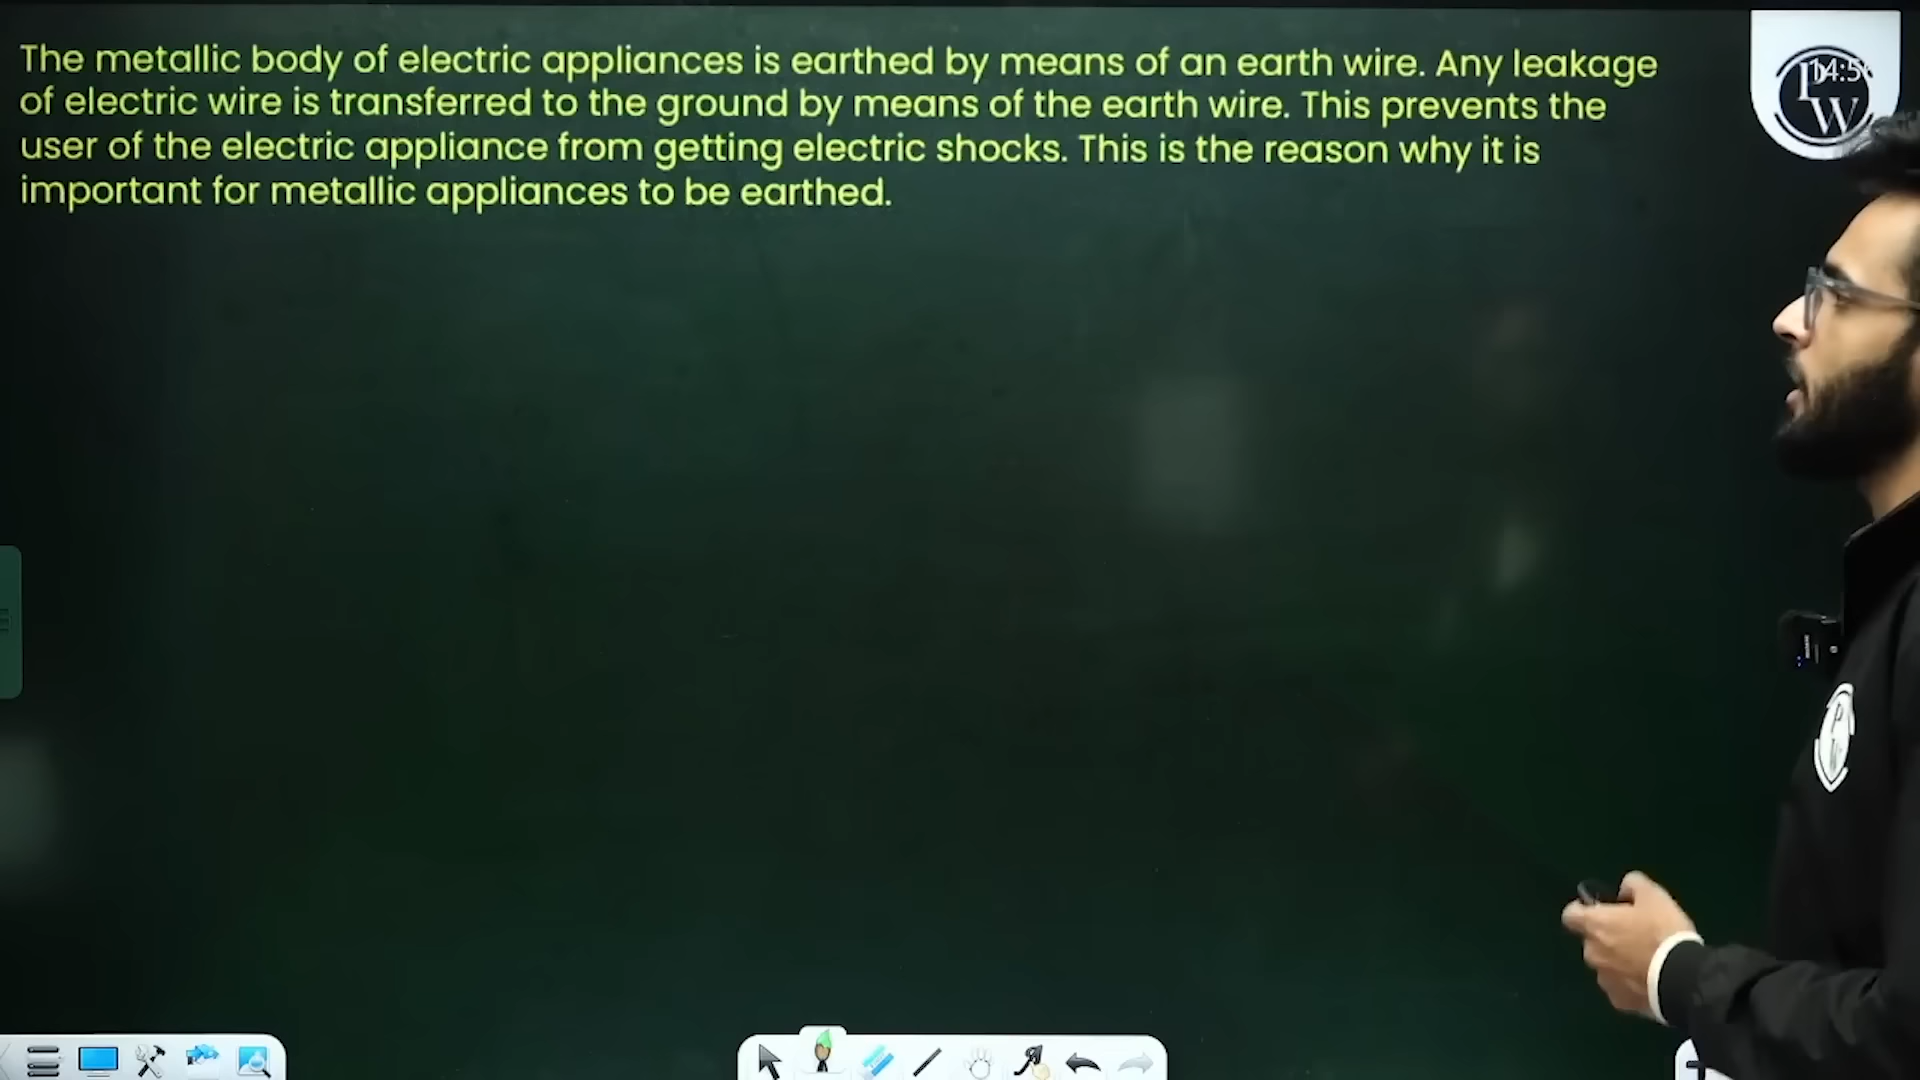 The metallic body of electric appliances is earthed by means of an earth wire. Any leakage
of electric wire is transferred to the ground by means of the earth wire. This prevents the
user of the electric appliance from getting electric shocks. This is the reason why it is
important for metallic appliances to be earthed.
14:5
P
W
P
W